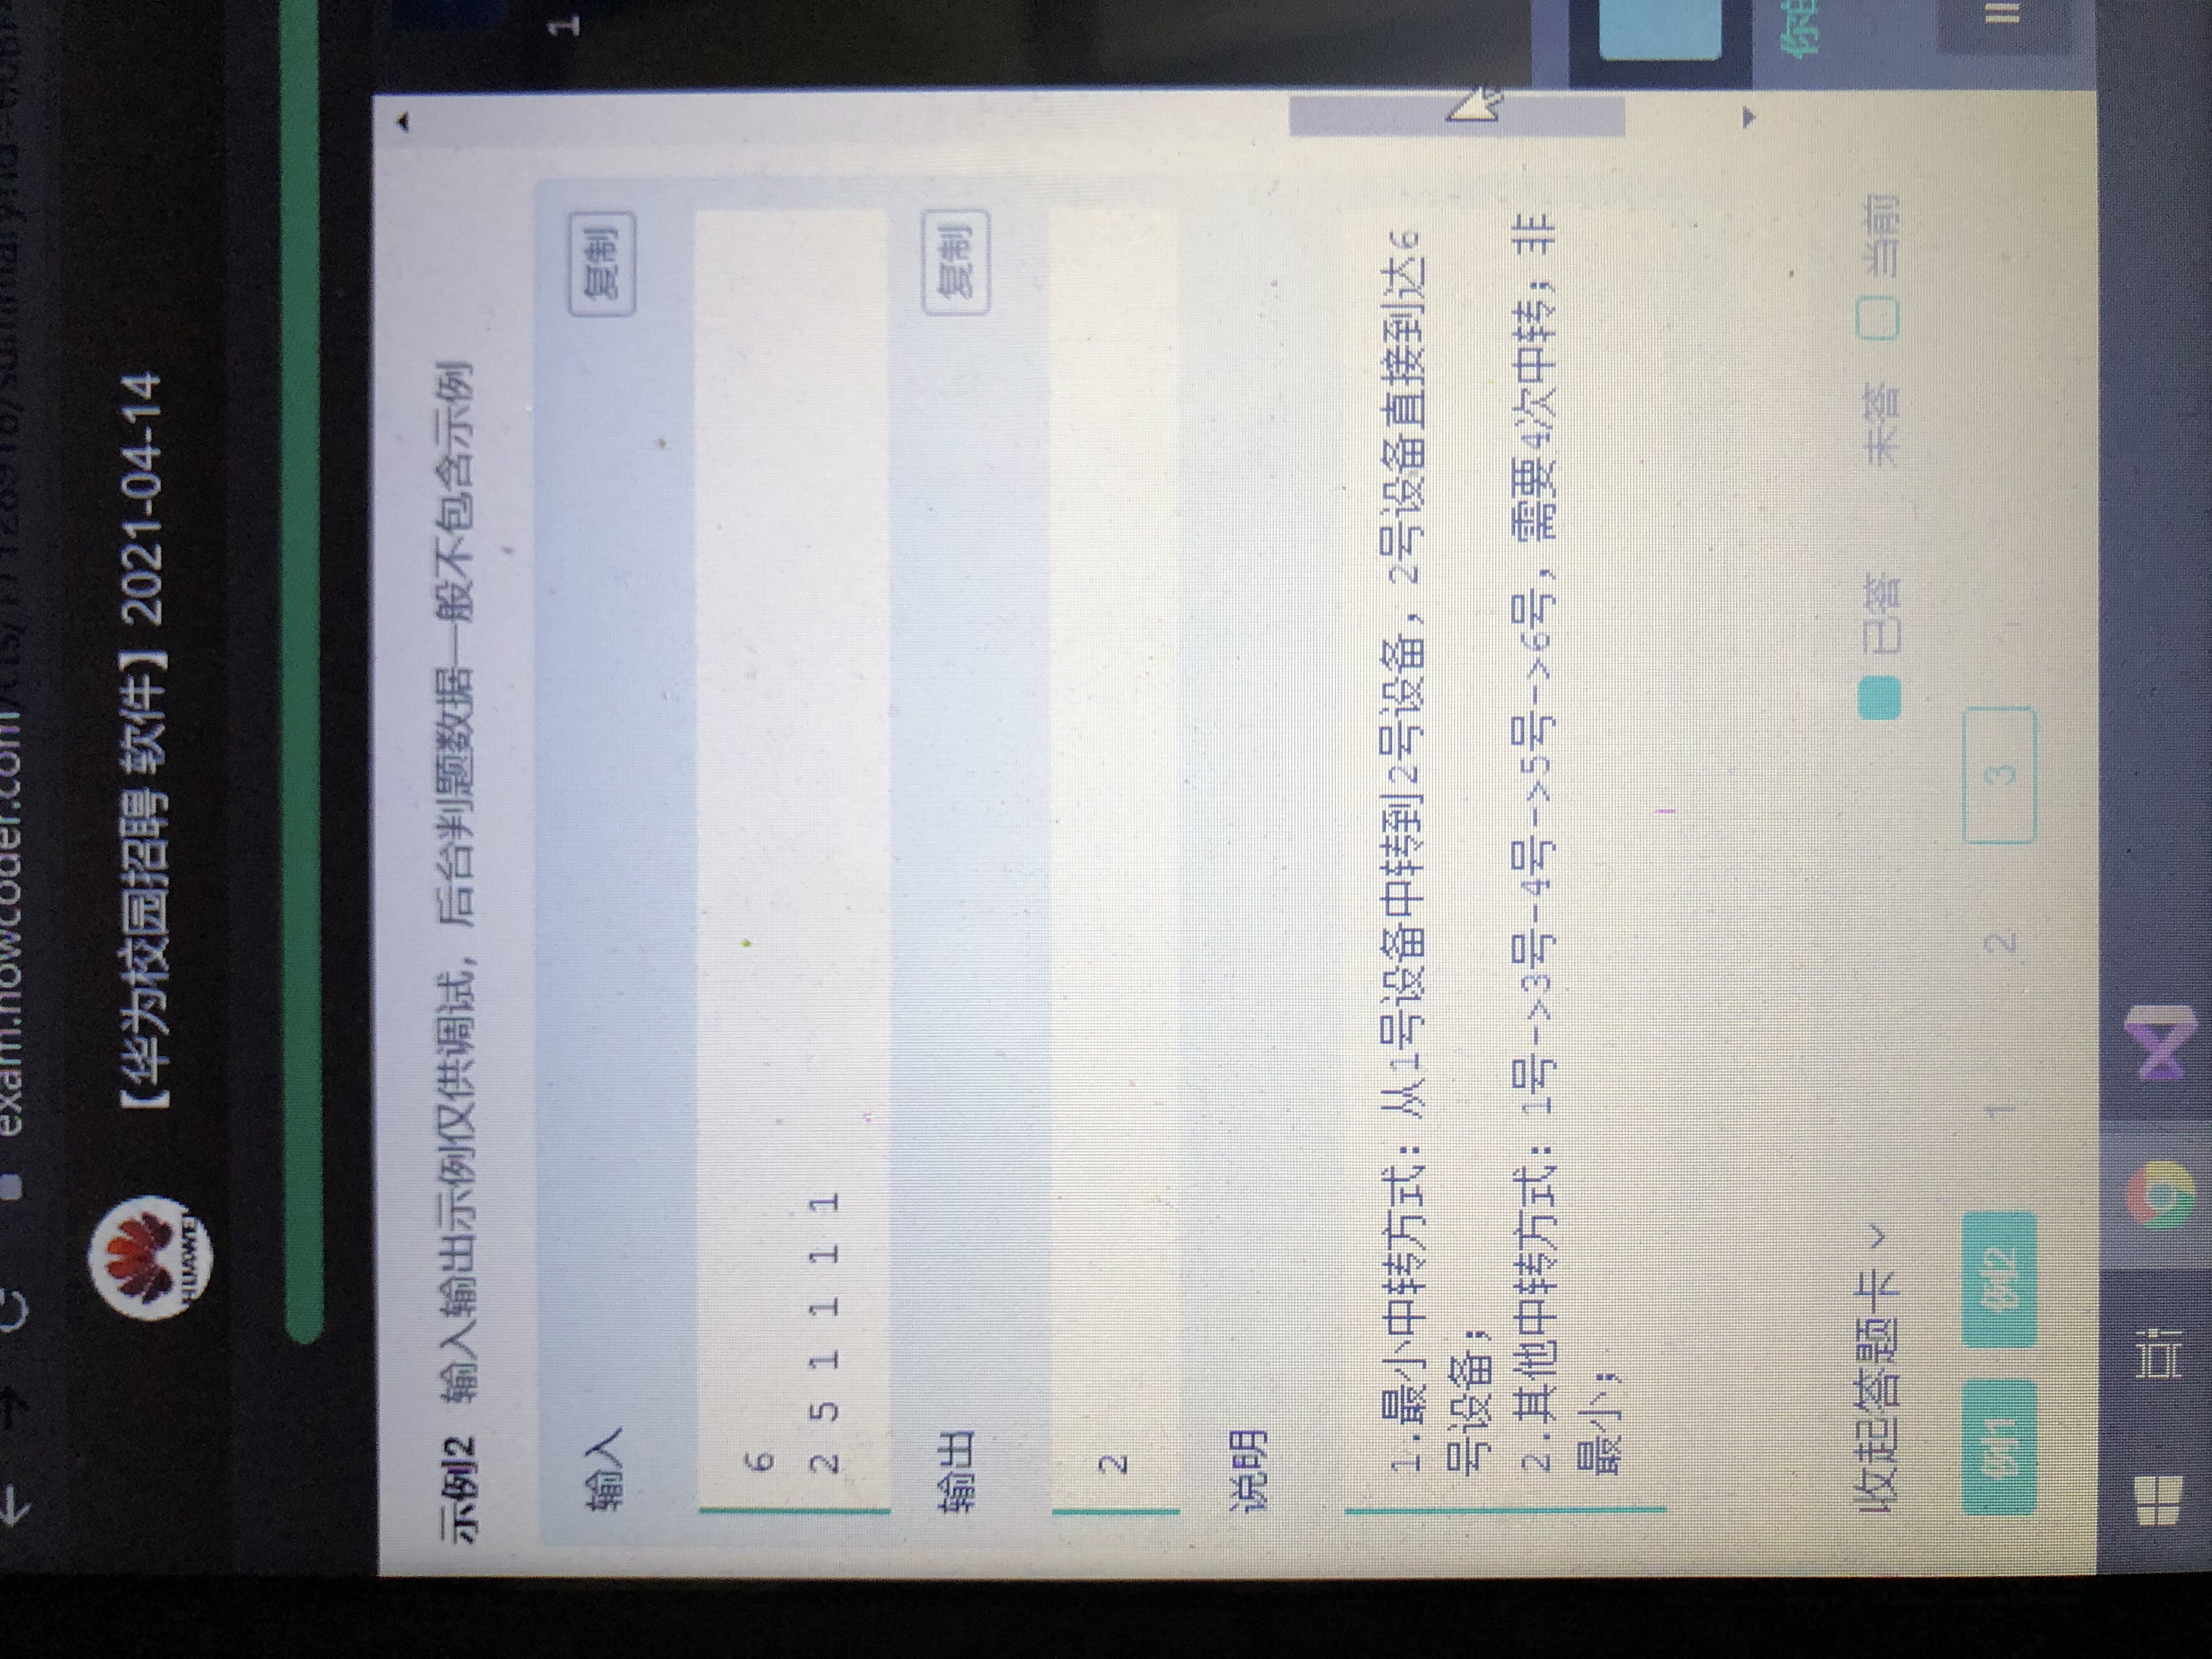 exam.nowcoder.com
HUAWEI
【华为校园招聘 软件】2021-04-14
示例2 输入输出示例仅供调试，后台判题数据一般不包含示例
输入
复制
1
6
2 5 1 1 1 1
输出
复制
2
说明
1.最小中转方式：从1号设备中转到2号设备，2号设备直接到达6
号设备；
2.其他中转方式：1号->3号-4号->5号->6号，需要4次中转；非
最小；
收起答题卡
已答
未答
当前
例1
例2
1
2
3